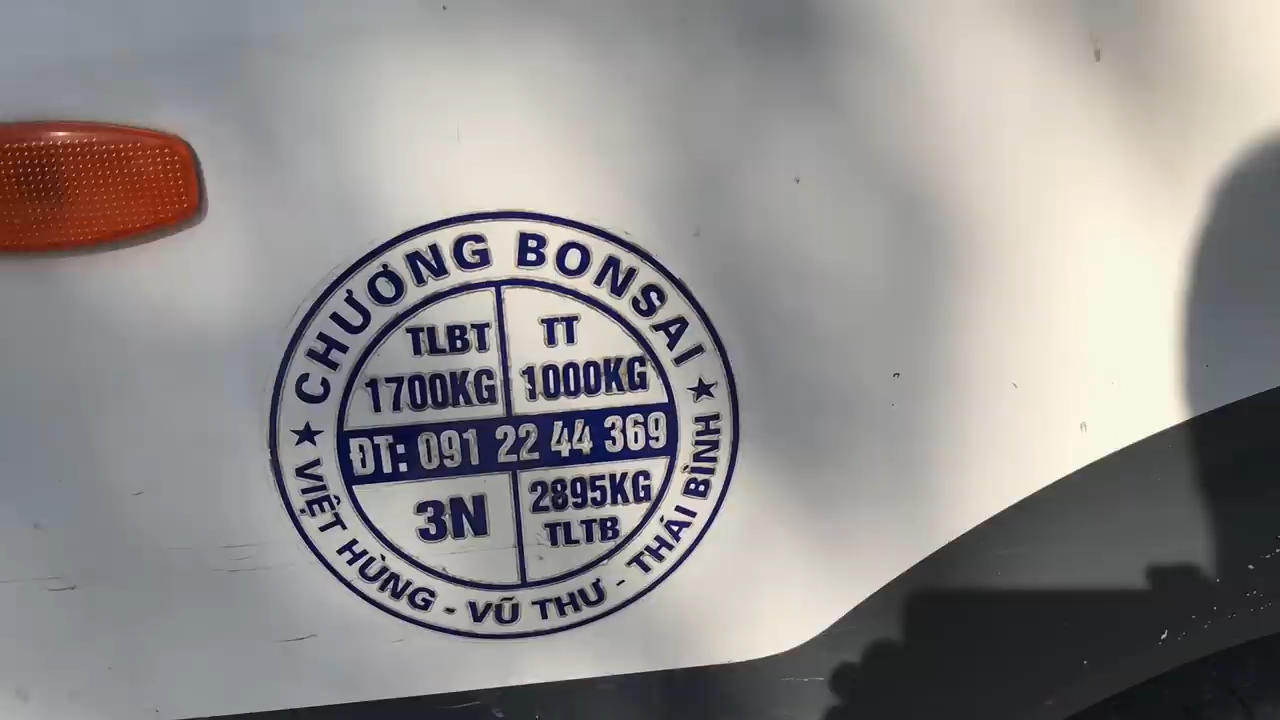 CHƯƠNG BONSAI
TLBT
1700KG
TT
1000KG
ĐT: 091 22 44 369
3N
2895KG
TLTB
★ VIỆT HÙNG - VŨ THƯ - THÁI BÌNH ★